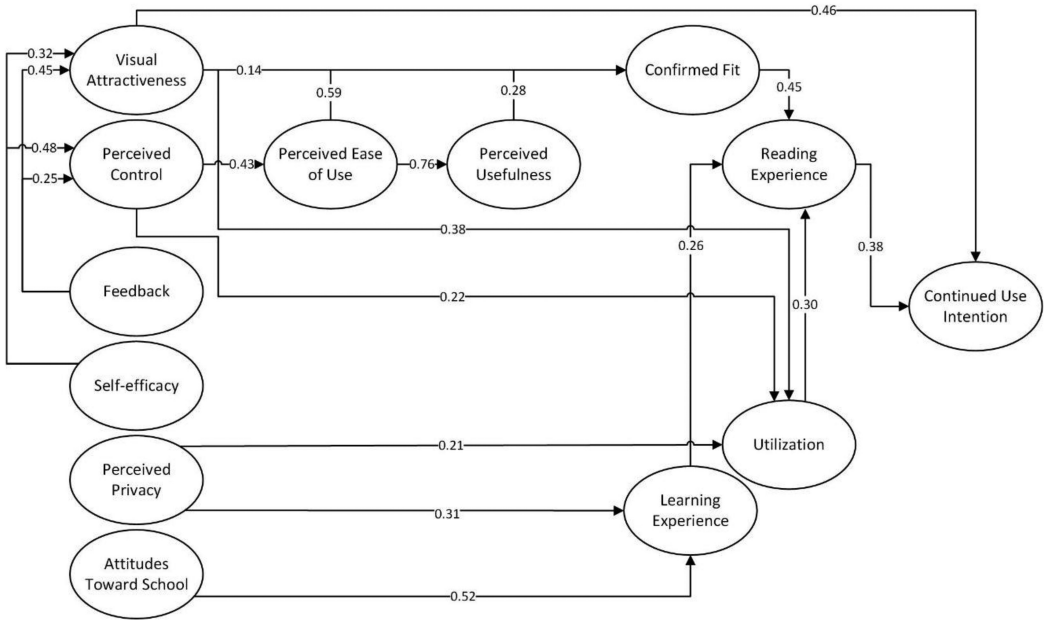 0.46
0.32
0.45
Visual
Attractiveness
0.14
Confirmed Fit
0.59
0.28
0.45
0.48
0.25
Perceived
Control
0.43
Perceived Ease
of Use
0.76
Perceived
Usefulness
Reading
Experience
0.38
0.26
0.38
Feedback
0.22
0.30
Continued Use
Intention
Self-efficacy
0.21
Utilization
Perceived
Privacy
0.31
Learning
Experience
Attitudes
Toward School
0.52